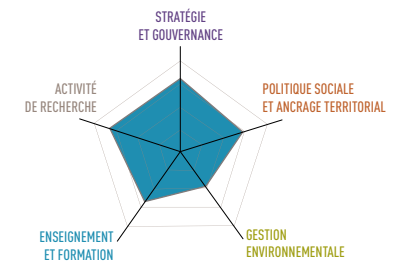 STRATÉGIE
ET GOUVERNANCE
ACTIVITÉ
DE RECHERCHE
POLITIQUE SOCIALE
ET ANCRAGE TERRITORIAL
ENSEIGNEMENT
ET FORMATION
GESTION
ENVIRONNEMENTALE